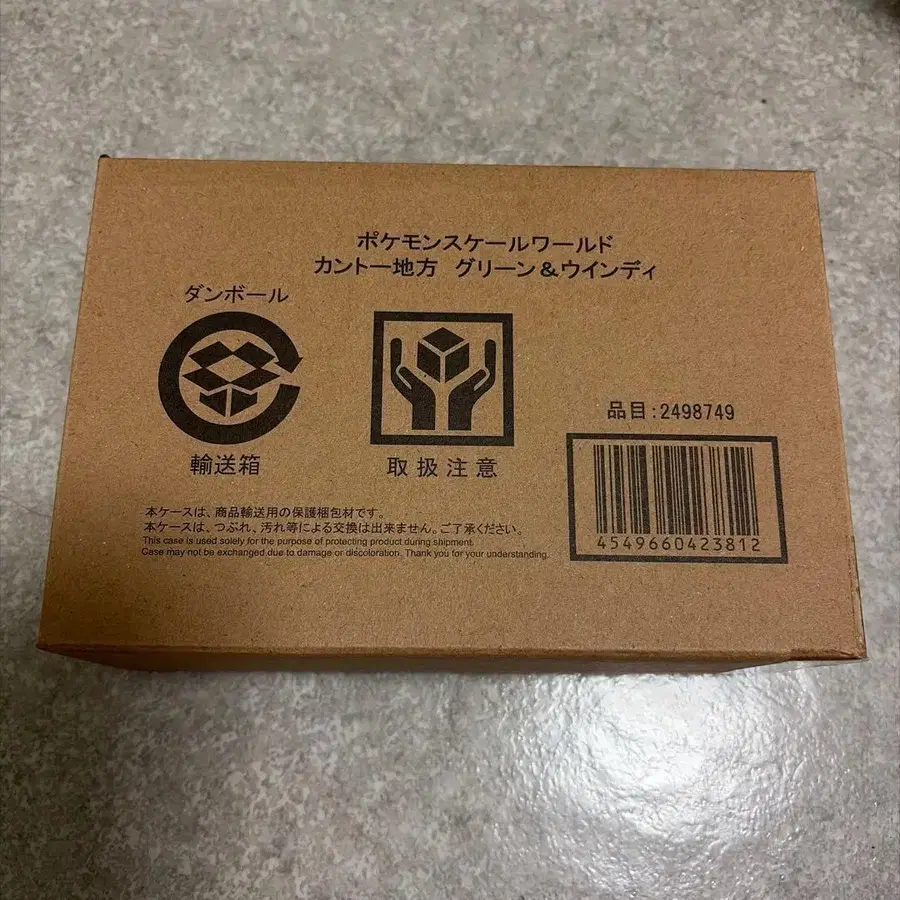 ポケモンスケールワールド
カントー地方 グリーン&ウインディ
ダンボール
輸送箱
取扱注意
品目:2498749
4549660423812
本ケースは、商品輸送用の保護梱包材です。
本ケースは、つぶれ、汚れ等による交換は出来ません。ご了承ください。
This case is used solely for the purpose of protecting product during shipment.
Case may not be exchanged due to damage or discoloration. Thank you for your understanding.